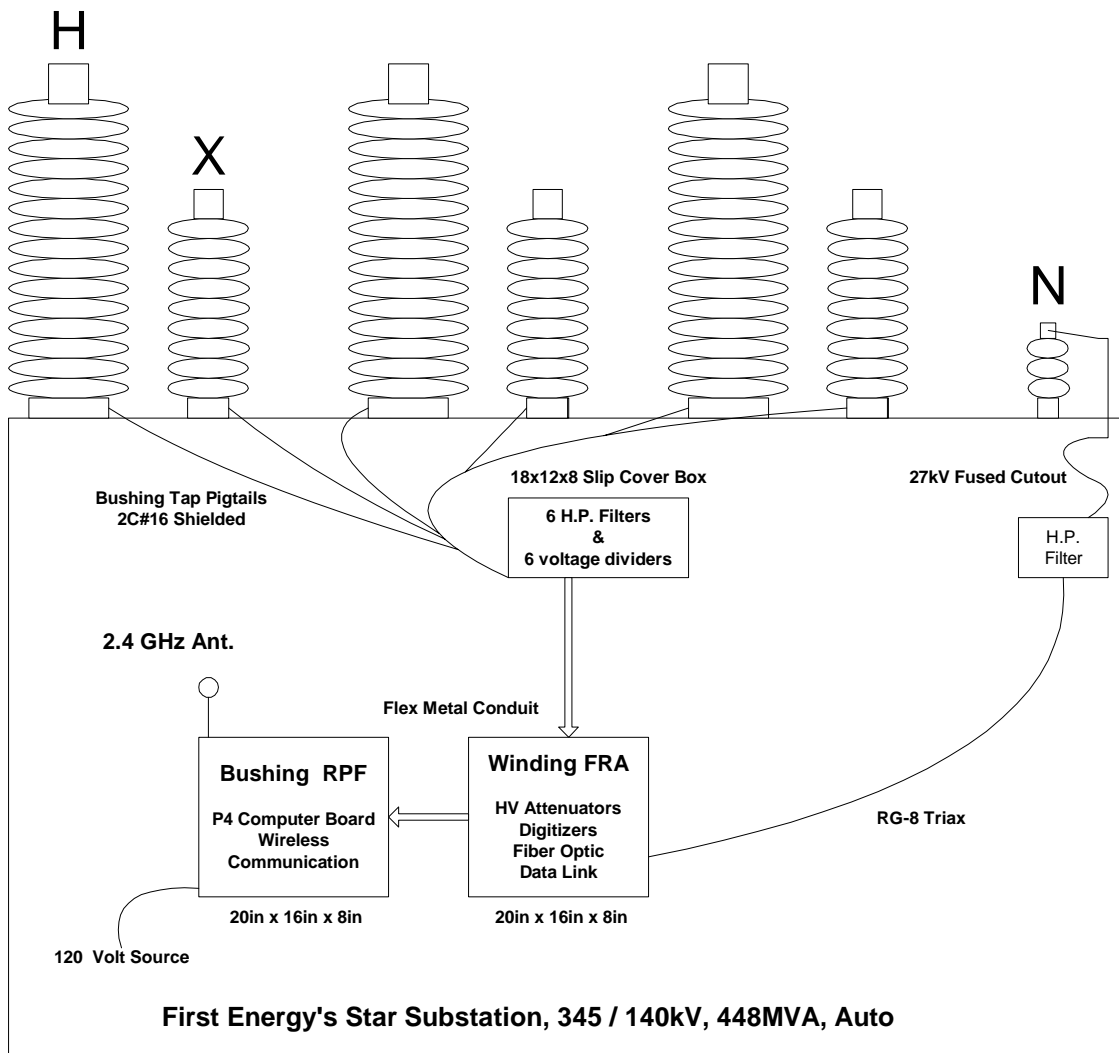 H
X
N
Bushing Tap Pigtails
2C#16 Shielded
18x12x8 Slip Cover Box
6 H.P. Filters
&
6 voltage dividers
27kV Fused Cutout
H.P.
Filter
2.4 GHz Ant.
Flex Metal Conduit
Bushing RPF
P4 Computer Board
Wireless
Communication
20in x 16in x 8in
Winding FRA
HV Attenuators
Digitizers
Fiber Optic
Data Link
20in x 16in x 8in
RG-8 Triax
120 Volt Source
First Energy's Star Substation, 345 / 140kV, 448MVA, Auto